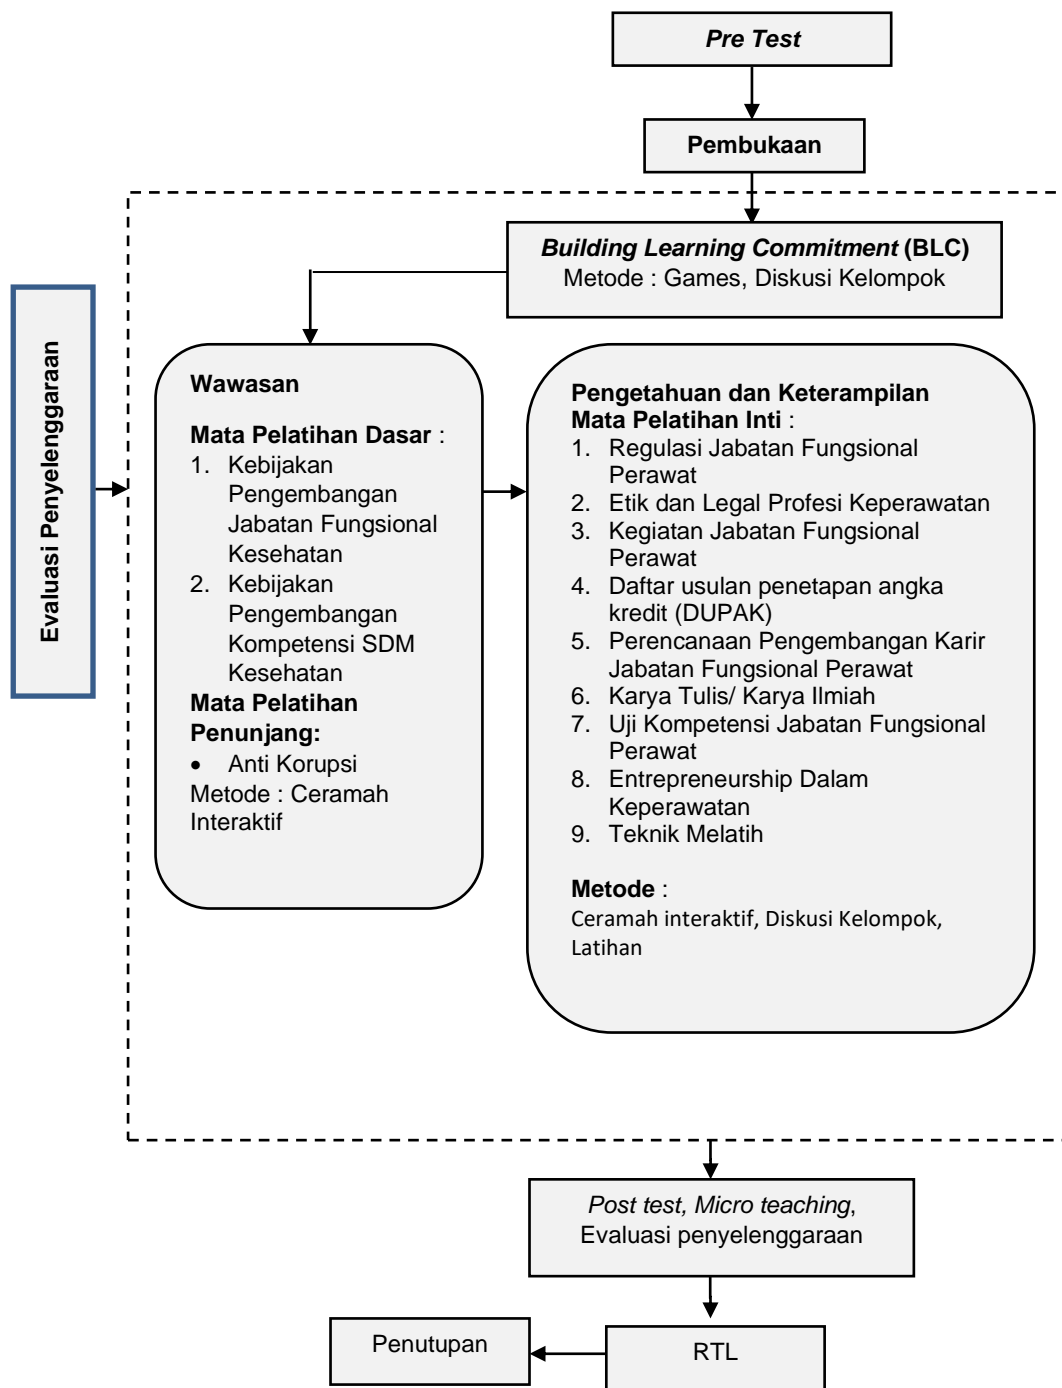 Pre Test
Pembukaan
Building Learning Commitment (BLC)
Metode : Games, Diskusi Kelompok
Evaluasi Penyelenggaraan
Wawasan
Mata Pelatihan Dasar :
1. Kebijakan
Pengembangan
Jabatan Fungsional
Kesehatan
2. Kebijakan
Pengembangan
Kompetensi SDM
Kesehatan
Mata Pelatihan
Penunjang:
• Anti Korupsi
Metode : Ceramah
Interaktif
Pengetahuan dan Keterampilan
Mata Pelatihan Inti :
1. Regulasi Jabatan Fungsional
Perawat
2. Etik dan Legal Profesi Keperawatan
3. Kegiatan Jabatan Fungsional
Perawat
4. Daftar usulan penetapan angka
kredit (DUPAK)
5. Perencanaan Pengembangan Karir
Jabatan Fungsional Perawat
6. Karya Tulis/ Karya Ilmiah
7. Uji Kompetensi Jabatan Fungsional
Perawat
8. Entrepreneurship Dalam
Keperawatan
9. Teknik Melatih
Metode :
Ceramah interaktif, Diskusi Kelompok,
Latihan
Post test, Micro teaching,
Evaluasi penyelenggaraan
Penutupan
RTL